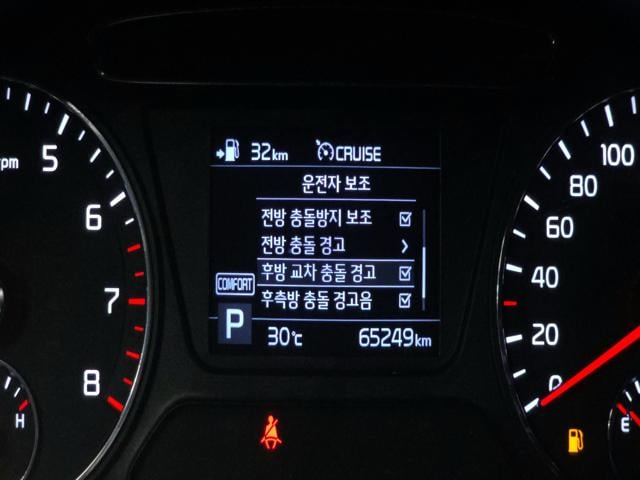 32km CRUISE
운전자 보조
전방 충돌방지 보조
전방 충돌 경고
후방 교차 충돌 경고
후측방 충돌 경고음
COMFORT
P 30℃ 65249km
rpm
5
6
7
8
H
100
80
60
40
20
0
E